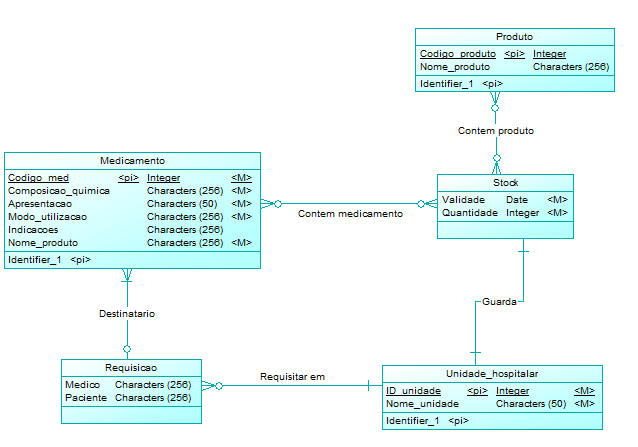 Produto
Codigo_produto <pi> Integer
Nome_produto Characters (256)
Identifier_1 <pi>
Contem produto
Medicamento
Codigo_med <pi> Integer <M>
Composicao_quimica Characters (256) <M>
Apresentacao Characters (50) <M>
Modo_utilizacao Characters (256) <M>
Indicacoes Characters (256)
Nome_produto Characters (256) <M>
Identifier_1 <pi>
Stock
Validade Date <M>
Quantidade Integer <M>
Contem medicamento
Guarda
Destinatario
Requisicao
Medico Characters (256)
Paciente Characters (256)
Requisitar em
Unidade_hospitalar
ID_unidade <pi> Integer <M>
Nome_unidade Characters (50) <M>
Identifier_1 <pi>